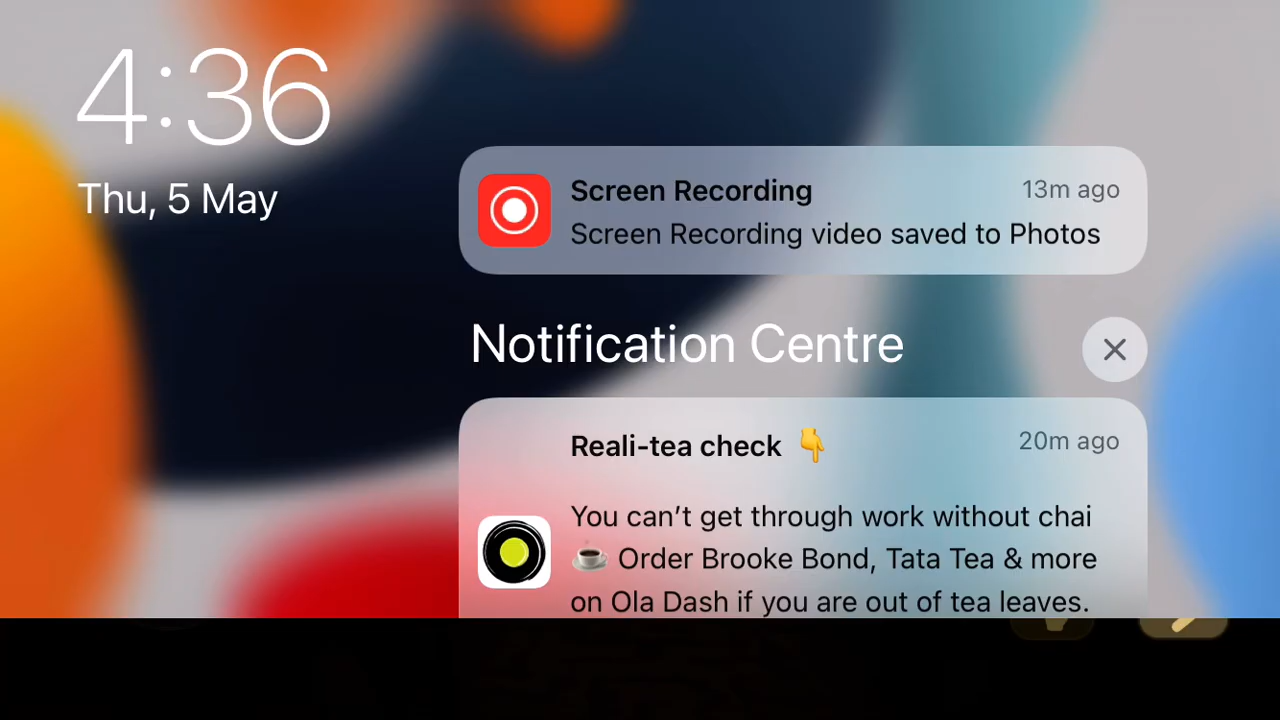 4:36
Thu, 5 May
Screen Recording
13m ago
Screen Recording video saved to Photos
Notification Centre
Reali-tea check 👇
20m ago
You can’t get through work without chai
☕ Order Brooke Bond, Tata Tea & more
on Ola Dash if you are out of tea leaves.